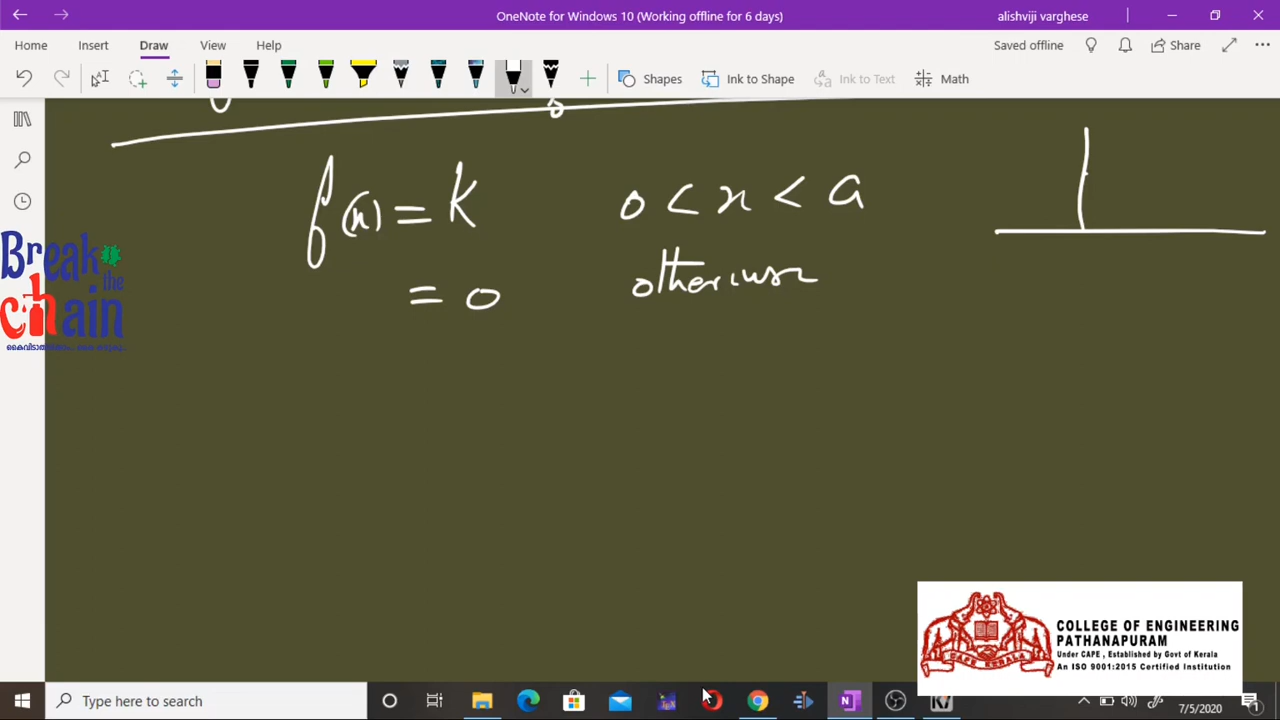 OneNote for Windows 10 (Working offline for 6 days)
alishviji varghese
Home Insert Draw View Help
Saved offline
Share
Shapes
Ink to Shape
Ink to Text
Math
f(x) = k 0 < x < a
= 0 otherwise
Break
the
chain
COLLEGE OF ENGINEERING
PATHANAPURAM
Under CAPE , Established by Govt of Kerala
An ISO 9001:2015 Certified Institution
Type here to search
7/5/2020